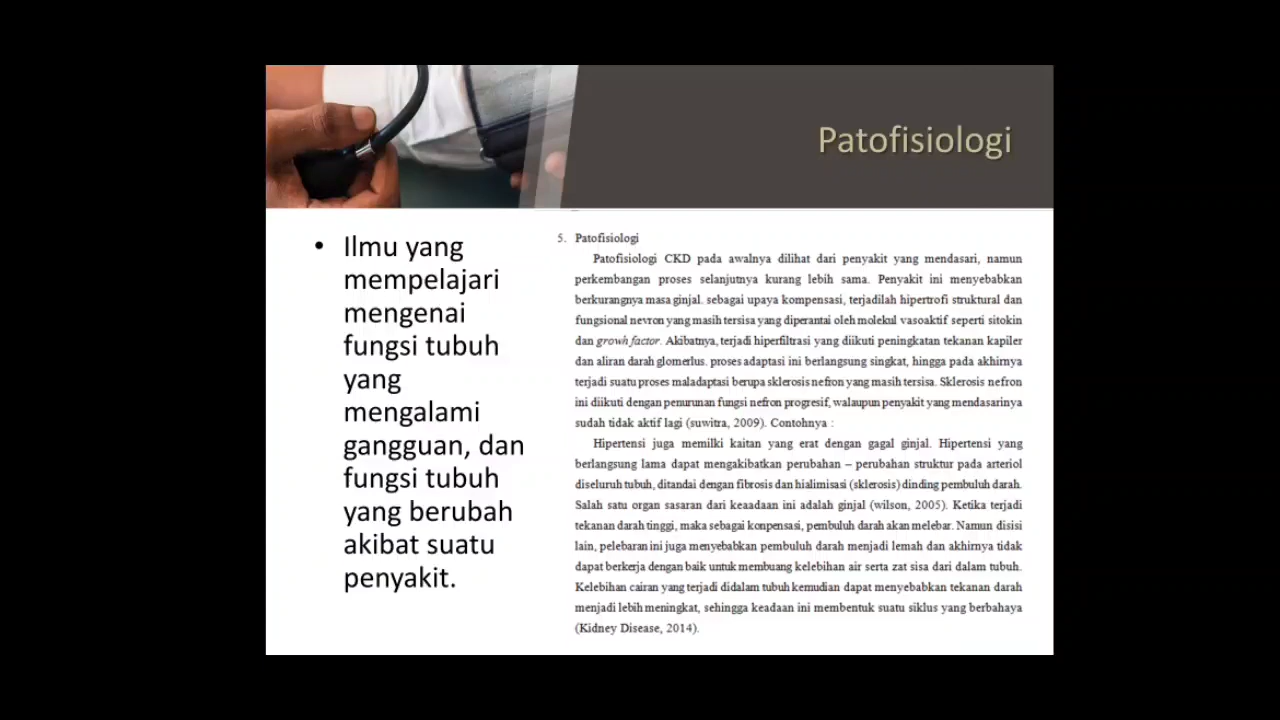 Patofisiologi
• Ilmu yang
mempelajari
mengenai
fungsi tubuh
yang
mengalami
gangguan, dan
fungsi tubuh
yang berubah
akibat suatu
penyakit.
5. Patofisiologi
Patofisiologi CKD pada awalnya dilihat dari penyakit yang mendasari, namun
perkembangan proses selanjutnya kurang lebih sama. Penyakit ini menyebabkan
berkurangnya masa ginjal. sebagai upaya kompensasi, terjadilah hipertrofi struktural dan
fungsional nevron yang masih tersisa yang diperantai oleh molekul vasoaktif seperti sitokin
dan growth factor. Akibatnya, terjadi hiperfiltrasi yang diikuti peningkatan tekanan kapiler
dan aliran darah glomerlus. proses adaptasi ini berlangsung singkat, hingga pada akhirnya
terjadi suatu proses maladaptasi berupa sklerosis nefron yang masih tersisa. Sklerosis nefron
ini diikuti dengan penurunan fungsi nefron progresif, walaupun penyakit yang mendasarinya
sudah tidak aktif lagi (suwitra, 2009). Contohnya :
Hipertensi juga memilki kaitan yang erat dengan gagal ginjal. Hipertensi yang
berlangsung lama dapat mengakibatkan perubahan – perubahan struktur pada arteriol
diseluruh tubuh, ditandai dengan fibrosis dan hialimisasi (sklerosis) dinding pembuluh darah.
Salah satu organ sasaran dari keaadaan ini adalah ginjal (wilson, 2005). Ketika terjadi
tekanan darah tinggi, maka sebagai konpensasi, pembuluh darah akan melebar. Namun disisi
lain, pelebaran ini juga menyebabkan pembuluh darah menjadi lemah dan akhirnya tidak
dapat berkerja dengan baik untuk membuang kelebihan air serta zat sisa dari dalam tubuh.
Kelebihan cairan yang terjadi didalam tubuh kemudian dapat menyebabkan tekanan darah
menjadi lebih meningkat, sehingga keadaan ini membentuk suatu siklus yang berbahaya
(Kidney Disease, 2014).